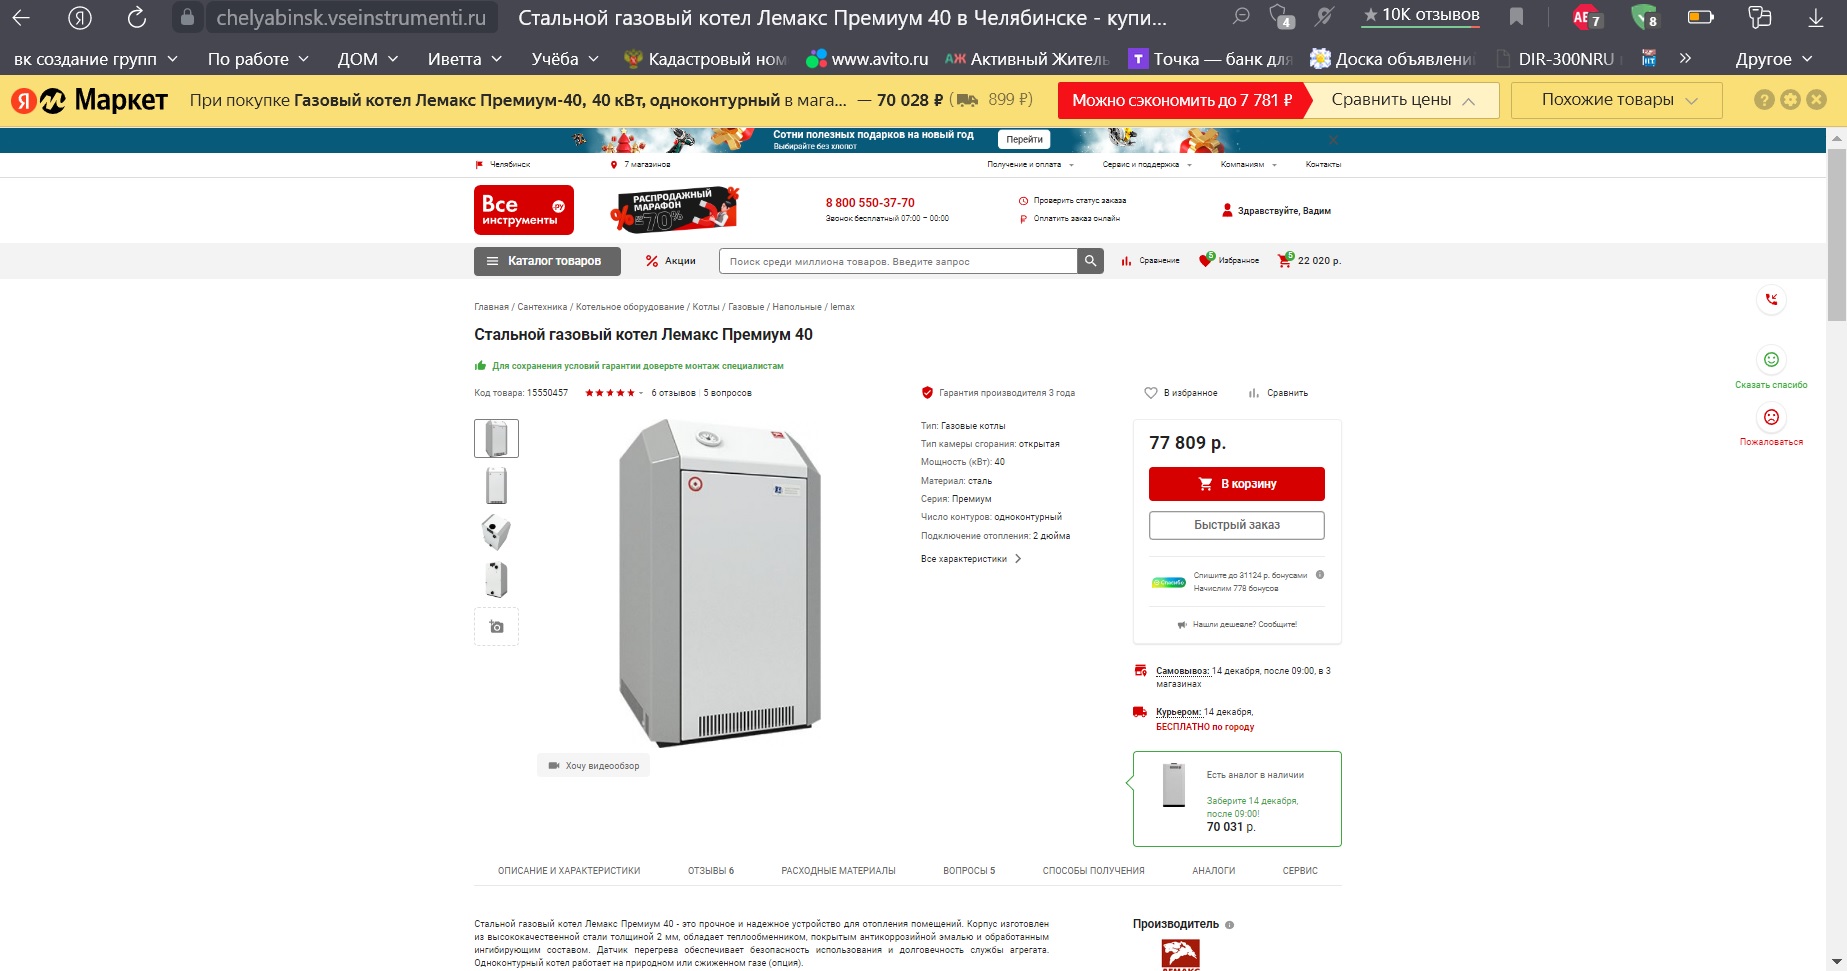 chelyabinsk.vseinstrumenti.ru Стальной газовый котел Лемакс Премиум 40 в Челябинске - купи... 4 ★ 10K отзывов 7 8
вк создание групп По работе ДОМ Иветта Учёба Кадастровый ном www.avito.ru АЖ Активный Житель Т Точка — банк для Доска объявлени DIR-300NRU » Другое
Я Маркет При покупке Газовый котел Лемакс Премиум-40, 40 кВт, одноконтурный в мага... — 70 028 ₽ ( 899 ₽) Можно сэкономить до 7 781 ₽ Сравнить цены Похожие товары ?
Сотни полезных подарков на новый год
Выбирайте без хлопот
Перейти
Челябинск 7 магазинов Получение и оплата Сервис и поддержка Компаниям Контакты
Все .ру
инструменты
РАСПРОДАЖНЫЙ
МАРАФОН
% 70%
8 800 550-37-70
Звонок бесплатный 07:00 – 00:00
Проверить статус заказа
Оплатить заказ онлайн
Здравствуйте, Вадим
Каталог товаров % Акции Поиск среди миллиона товаров. Введите запрос Сравнение 5 Избранное 5 22 020 р.
Главная / Сантехника / Котельное оборудование / Котлы / Газовые / Напольные / lemax
Стальной газовый котел Лемакс Премиум 40
Для сохранения условий гарантии доверьте монтаж специалистам
Код товара: 15550457 ★★★★★ 6 отзывов 5 вопросов Гарантия производителя 3 года В избранное Сравнить
Тип: Газовые котлы
Тип камеры сгорания: открытая
Мощность (кВт): 40
Материал: сталь
Серия: Премиум
Число контуров: одноконтурный
Подключение отопления: 2 дюйма
Все характеристики
77 809 р.
В корзину
Быстрый заказ
Спасибо
Спишите до 31124 р. бонусами
Начислим 778 бонусов
Нашли дешевле? Сообщите!
Сказать спасибо
Пожаловаться
Самовывоз: 14 декабря, после 09:00, в 3
магазинах
Курьером: 14 декабря,
БЕСПЛАТНО по городу
Хочу видеообзор
Есть аналог в наличии
Заберите 14 декабря,
после 09:00!
70 031 р.
ОПИСАНИЕ И ХАРАКТЕРИСТИКИ ОТЗЫВЫ 6 РАСХОДНЫЕ МАТЕРИАЛЫ ВОПРОСЫ 5 СПОСОБЫ ПОЛУЧЕНИЯ АНАЛОГИ СЕРВИС
Стальной газовый котел Лемакс Премиум 40 - это прочное и надежное устройство для отопления помещений. Корпус изготовлен
из высококачественной стали толщиной 2 мм, обладает теплообменником, покрытым антикоррозийной эмалью и обработанным
ингибирующим составом. Датчик перегрева обеспечивает безопасность использования и долговечность службы агрегата.
Одноконтурный котел работает на природном или сжиженном газе (опция).
Производитель